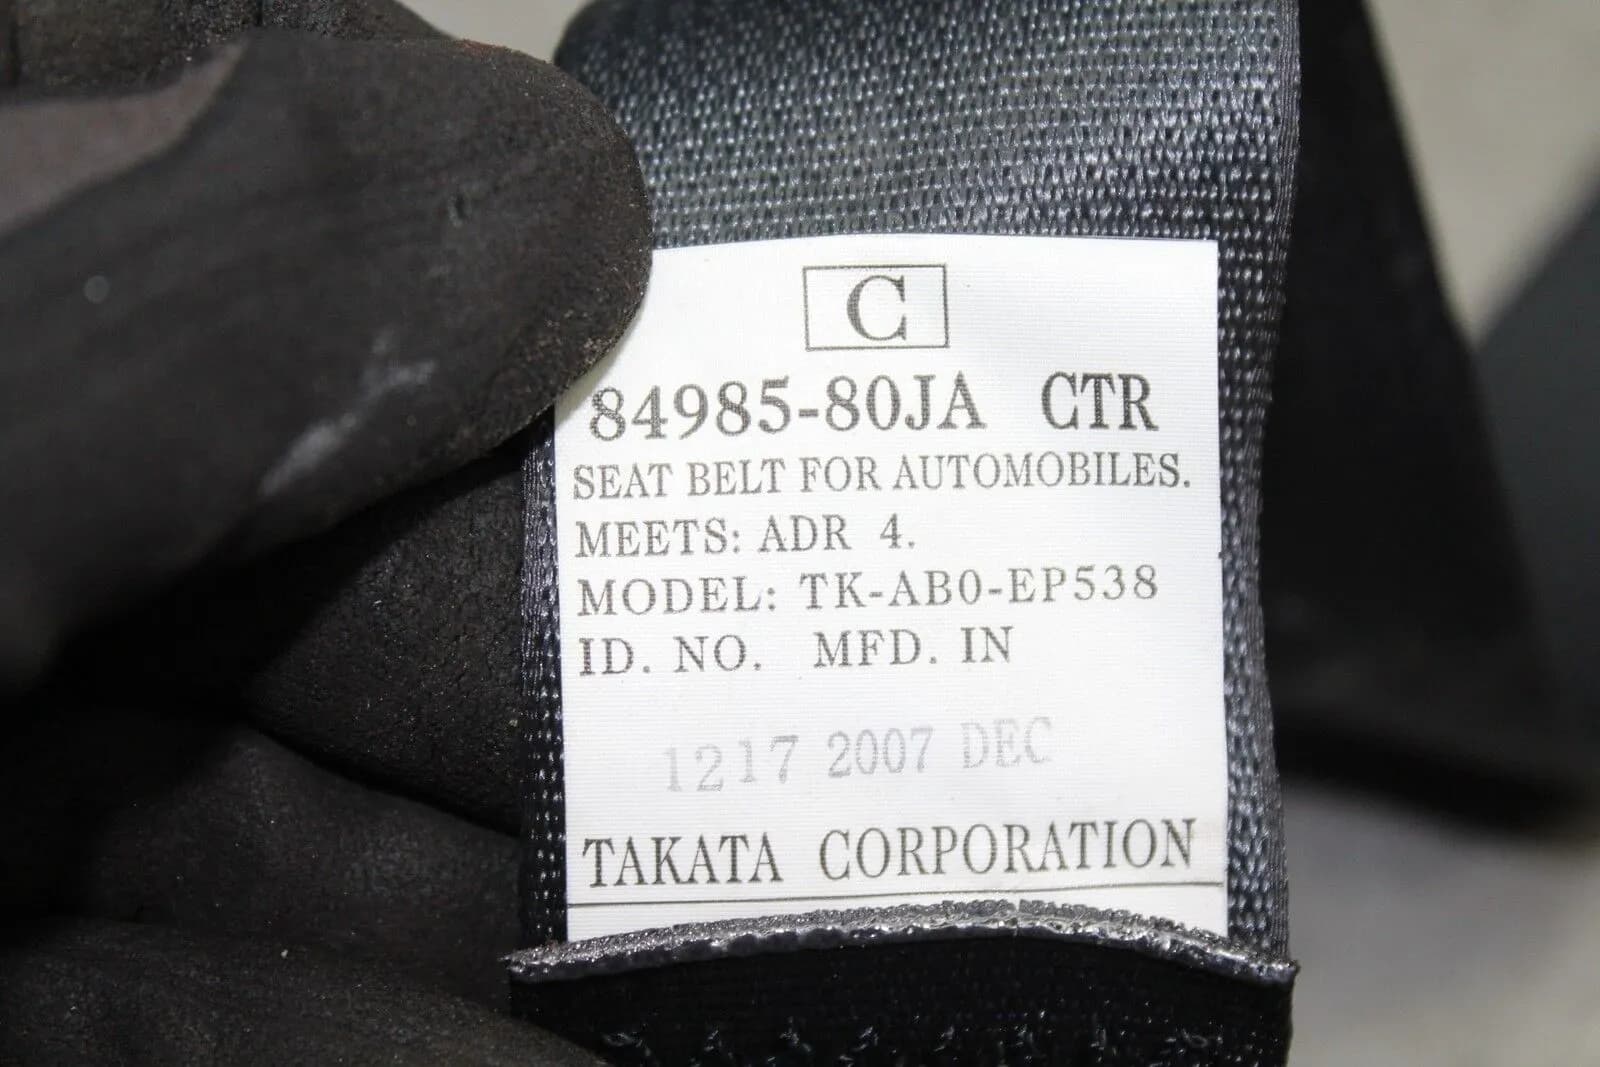 C
84985-80JA CTR
SEAT BELT FOR AUTOMOBILES.
MEETS: ADR 4.
MODEL: TK-AB0-EP538
ID. NO. MFD. IN
1217 2007 DEC
TAKATA CORPORATION